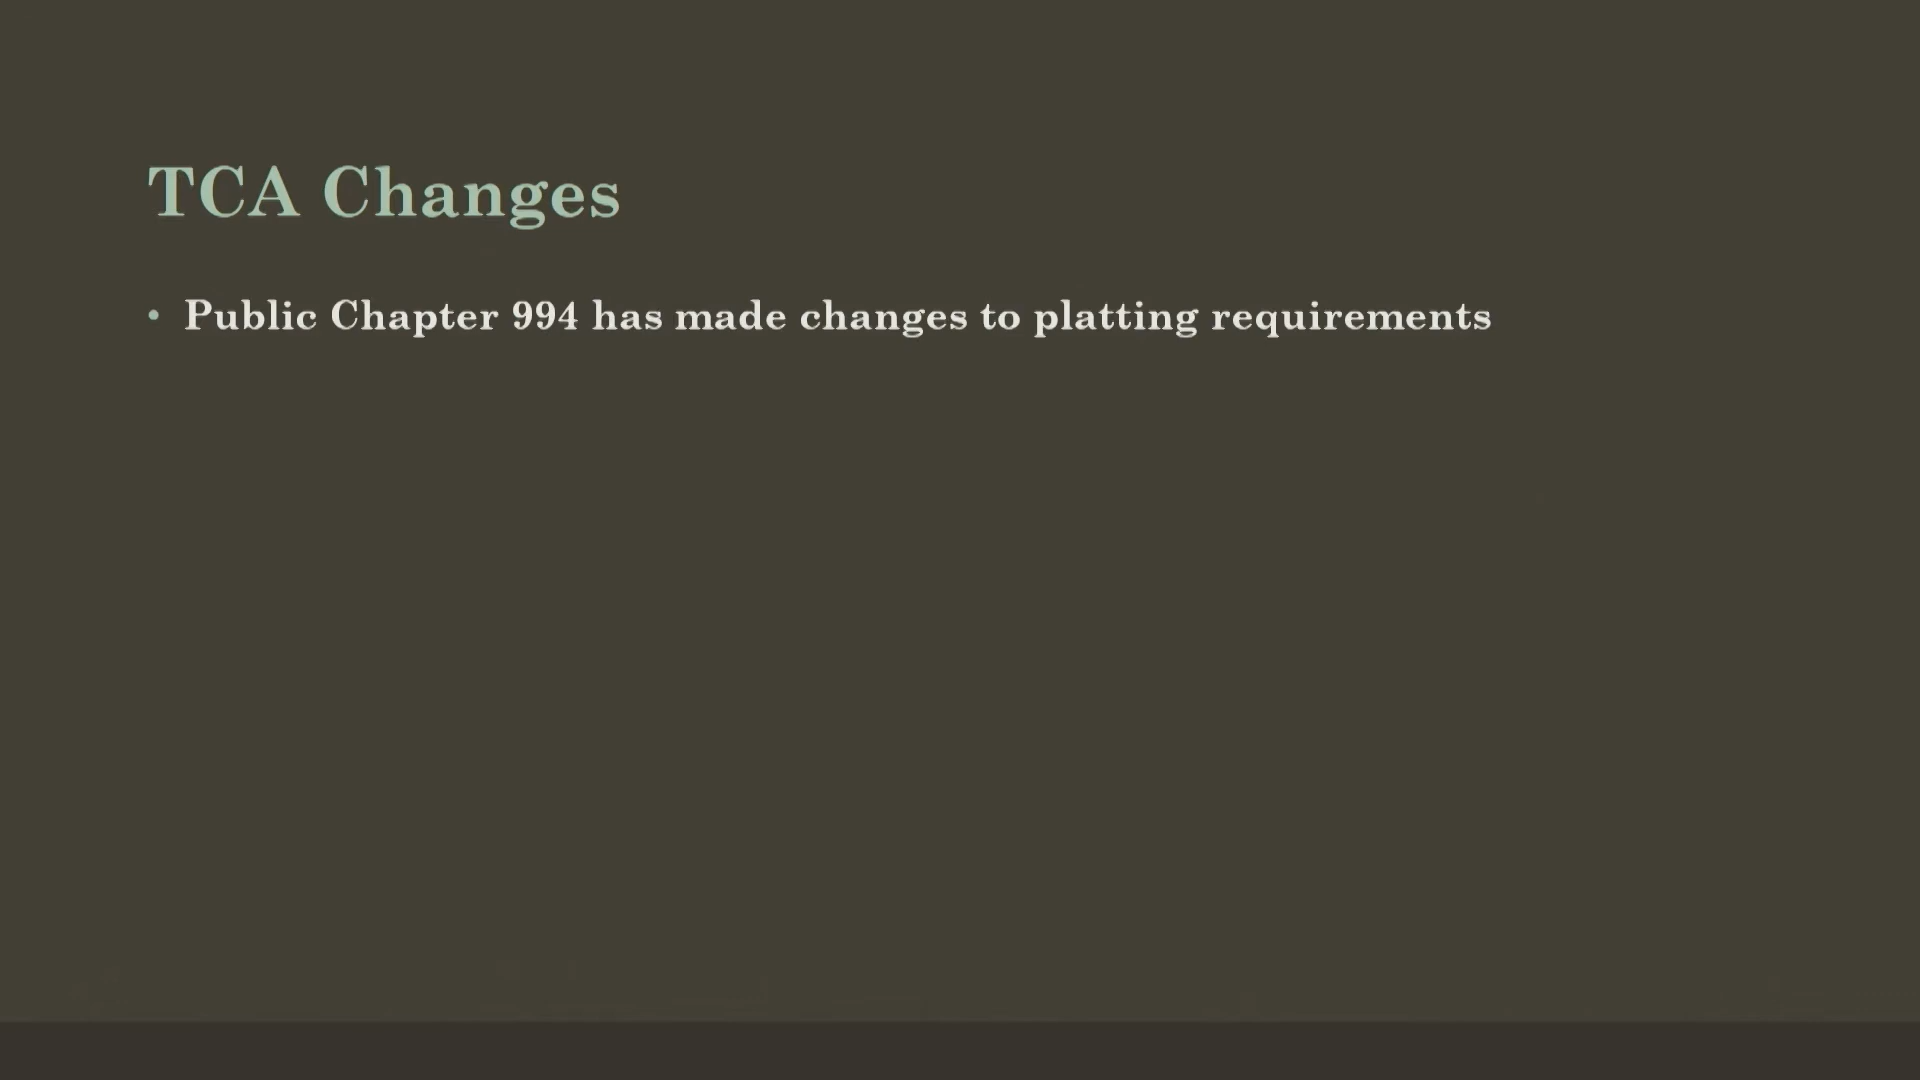 TCA Changes
• Public Chapter 994 has made changes to platting requirements